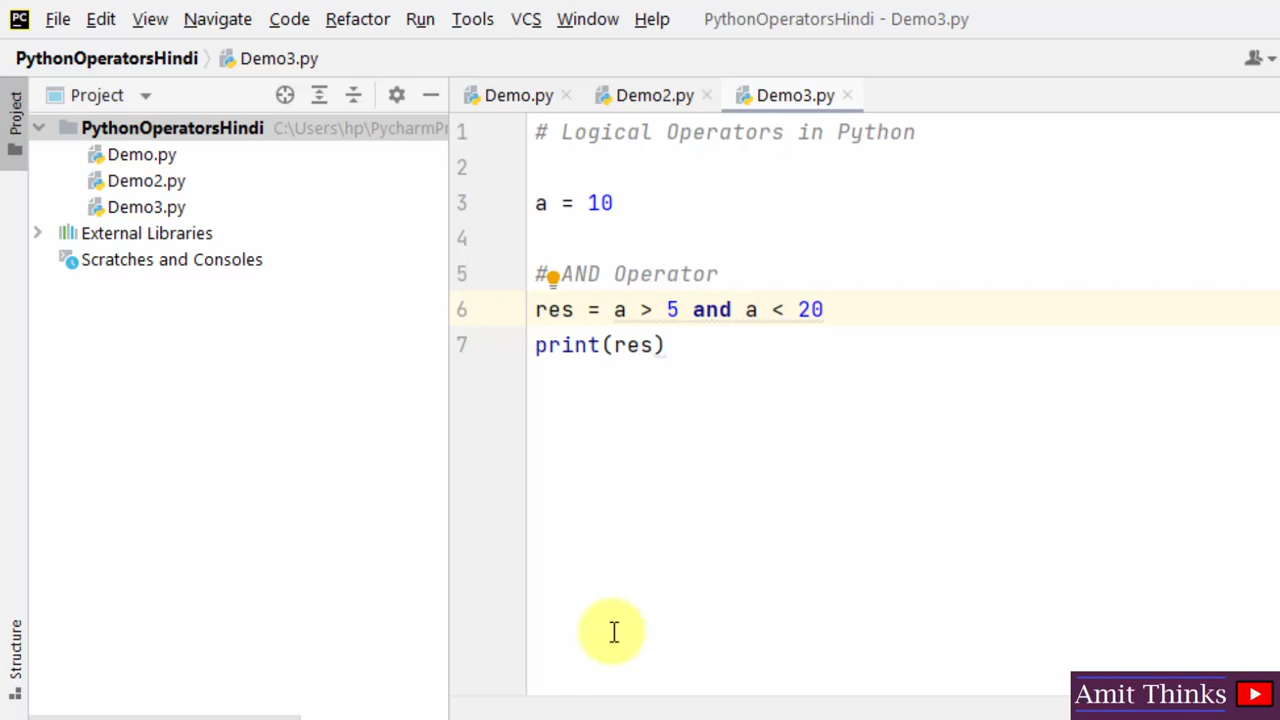 File Edit View Navigate Code Refactor Run Tools VCS Window Help PythonOperatorsHindi - Demo3.py
PythonOperatorsHindi Demo3.py
Project
Demo.py Demo2.py Demo3.py
Project
PythonOperatorsHindi C:\Users\hp\PycharmPr
Demo.py
Demo2.py
Demo3.py
External Libraries
Scratches and Consoles
1 # Logical Operators in Python
2
3 a = 10
4
5 # AND Operator
6 res = a > 5 and a < 20
7 print(res)
Structure
Amit Thinks